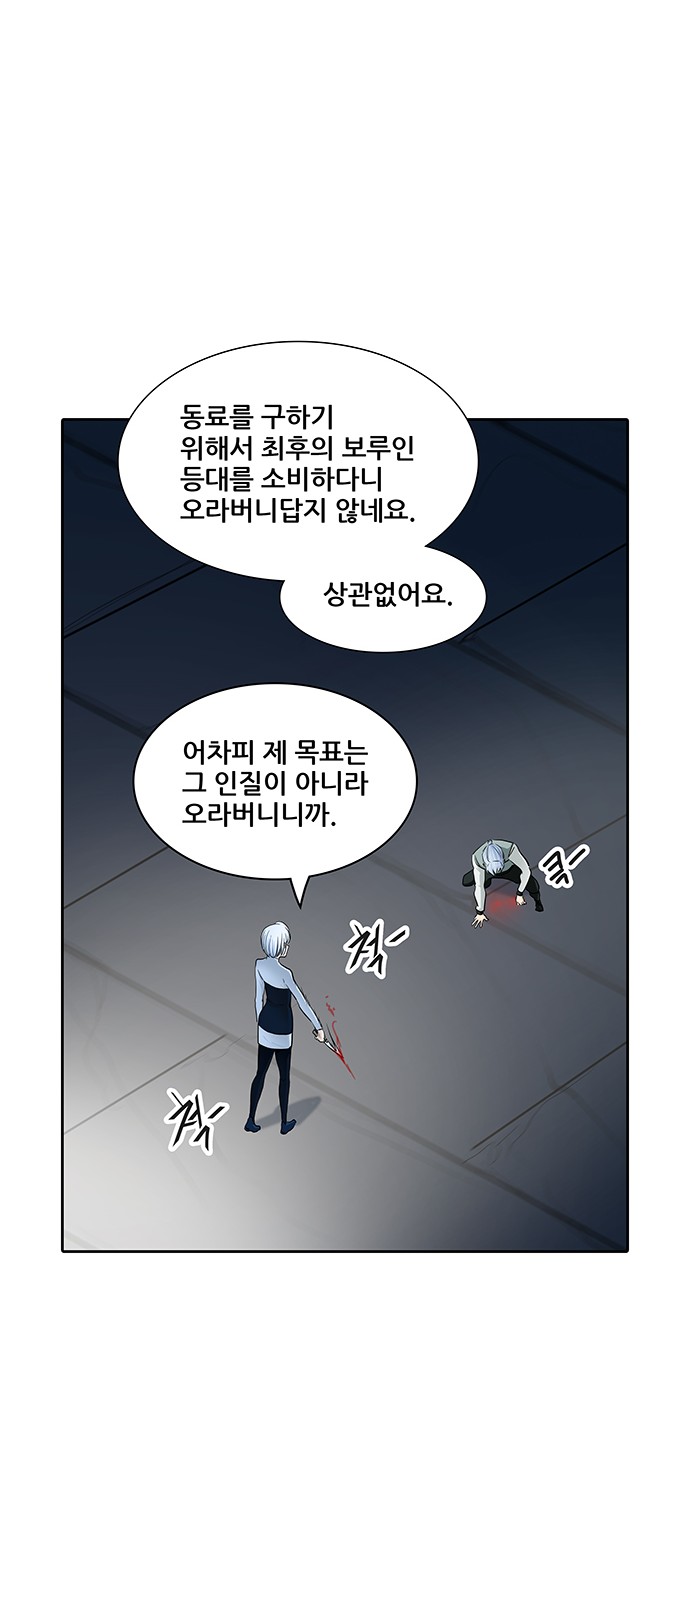 동료를 구하기
위해서 최후의 보루인
등대를 소비하다니
오라버니답지 않네요.
상관없어요.
어차피 제 목표는
그 인질이 아니라
오라버니니까.
큭-
척-
척-